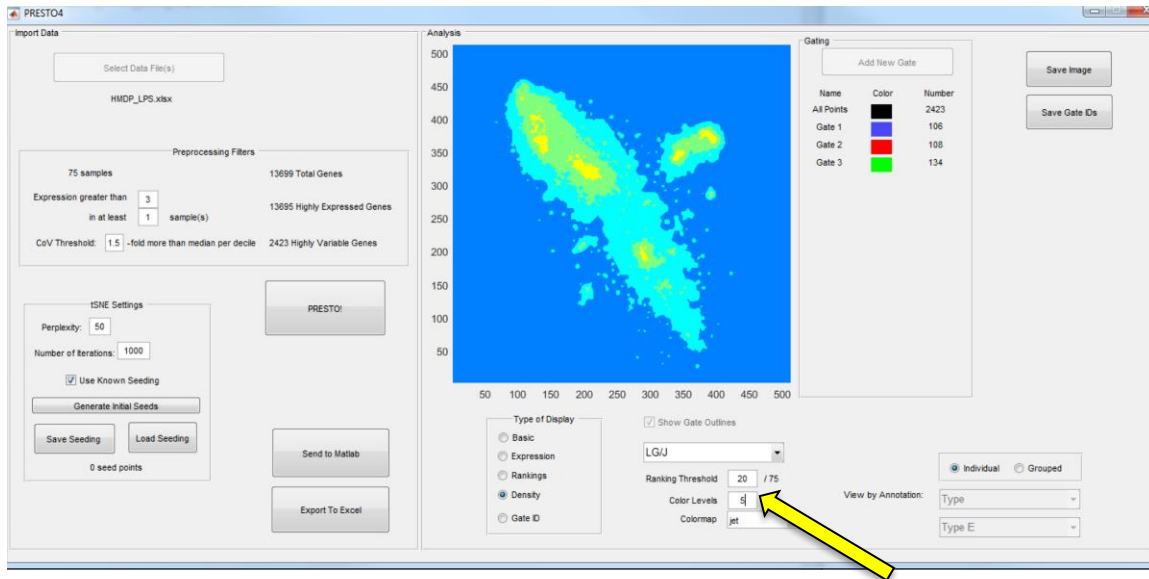 PRESTO4
Import Data
Select Data File(s)
HMDP_LPS.xlsx
Preprocessing Filters
75 samples
13699 Total Genes
Expression greater than 3
in at least 1 sample(s)
13695 Highly Expressed Genes
CoV Threshold: 1.5 -fold more than median per decile
2423 Highly Variable Genes
tSNE Settings
Perplexity: 50
Number of Iterations: 1000
Use Known Seeding
Generate Initial Seeds
Save Seeding Load Seeding
0 seed points
PRESTO!
Send to Matlab
Export To Excel
Analysis
500
450
400
350
300
250
200
150
100
50
50 100 150 200 250 300 350 400 450 500
Type of Display
Basic
Expression
Rankings
Density
Gate ID
Show Gate Outlines
LG/J
Ranking Threshold 20 / 75
Color Levels 5
Colormap jet
Gating
Add New Gate
Name Color Number
All Points 2423
Gate 1 106
Gate 2 108
Gate 3 134
Save Image
Save Gate IDs
Individual Grouped
View by Annotation: Type
Type E